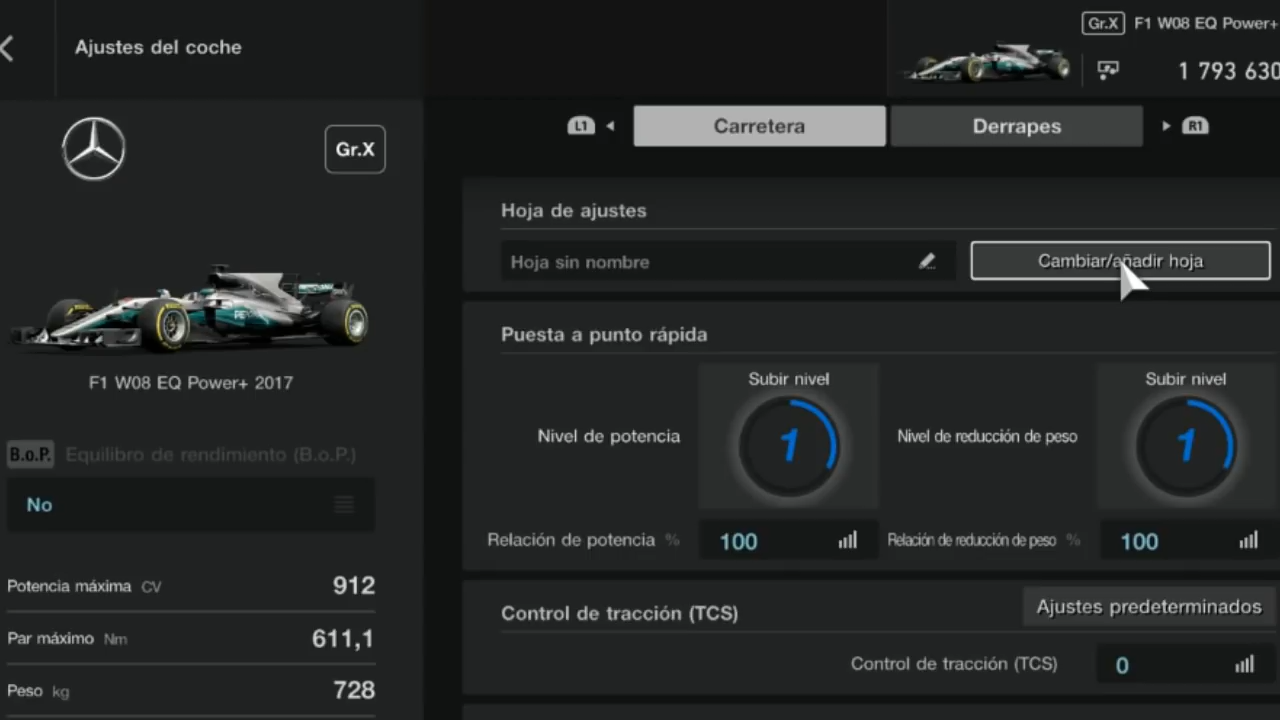 Ajustes del coche
Gr.X F1 W08 EQ Power+
1 793 630
L1 Carretera Derrapes R1
Gr.X
Hoja de ajustes
Hoja sin nombre Cambiar/añadir hoja
Puesta a punto rápida
F1 W08 EQ Power+ 2017
Subir nivel Subir nivel
Nivel de potencia 1 Nivel de reducción de peso 1
B.o.P. Equilibro de rendimiento (B.o.P.)
No
Relación de potencia % 100 Relación de reducción de peso % 100
Potencia máxima CV 912
Control de tracción (TCS) Ajustes predeterminados
Par máximo Nm 611,1
Control de tracción (TCS) 0
Peso kg 728